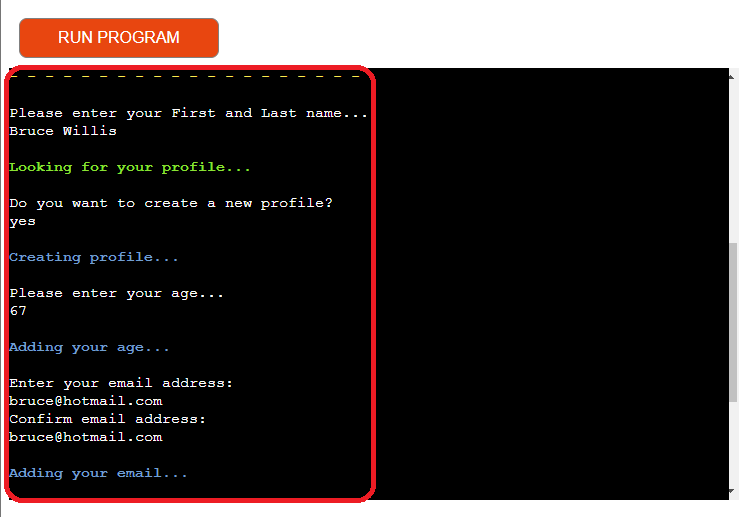 RUN PROGRAM
- - - - - - - - - - - - - - - - - - - -
Please enter your First and Last name...
Bruce Willis
Looking for your profile...
Do you want to create a new profile?
yes
Creating profile...
Please enter your age...
67
Adding your age...
Enter your email address:
bruce@hotmail.com
Confirm email address:
bruce@hotmail.com
Adding your email...